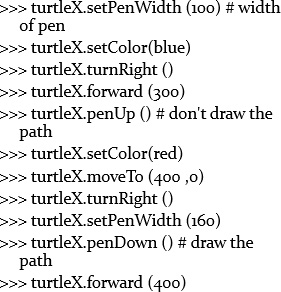 >>> turtleX.setPenWidth (100) # width
of pen
>>> turtleX.setColor(blue)
>>> turtleX.turnRight ()
>>> turtleX.forward (300)
>>> turtleX.penUp () # don't draw the
path
>>> turtleX.setColor(red)
>>> turtleX.moveTo (400 ,0)
>>> turtleX.turnRight ()
>>> turtleX.setPenWidth (160)
>>> turtleX.penDown () # draw the
path
>>> turtleX.forward (400)